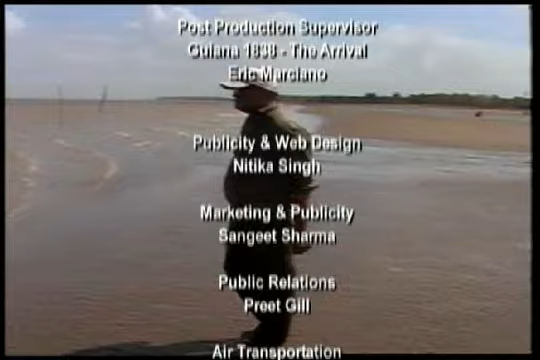 Post Production Supervisor
Guiana 1838 - The Arrival
Eric Marciano
Publicity & Web Design
Nitika Singh
Marketing & Publicity
Sangeet Sharma
Public Relations
Preet Gill
Air Transportation